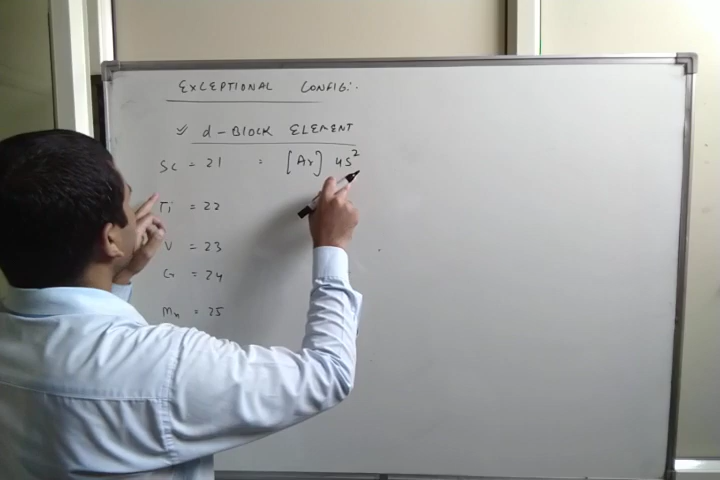 EXCEPTIONAL CONFIG:.
d-BLOCK ELEMENT
Sc = 21 = [Ar] 4s²
Ti = 22
V = 23
Cr = 24
Mn = 25